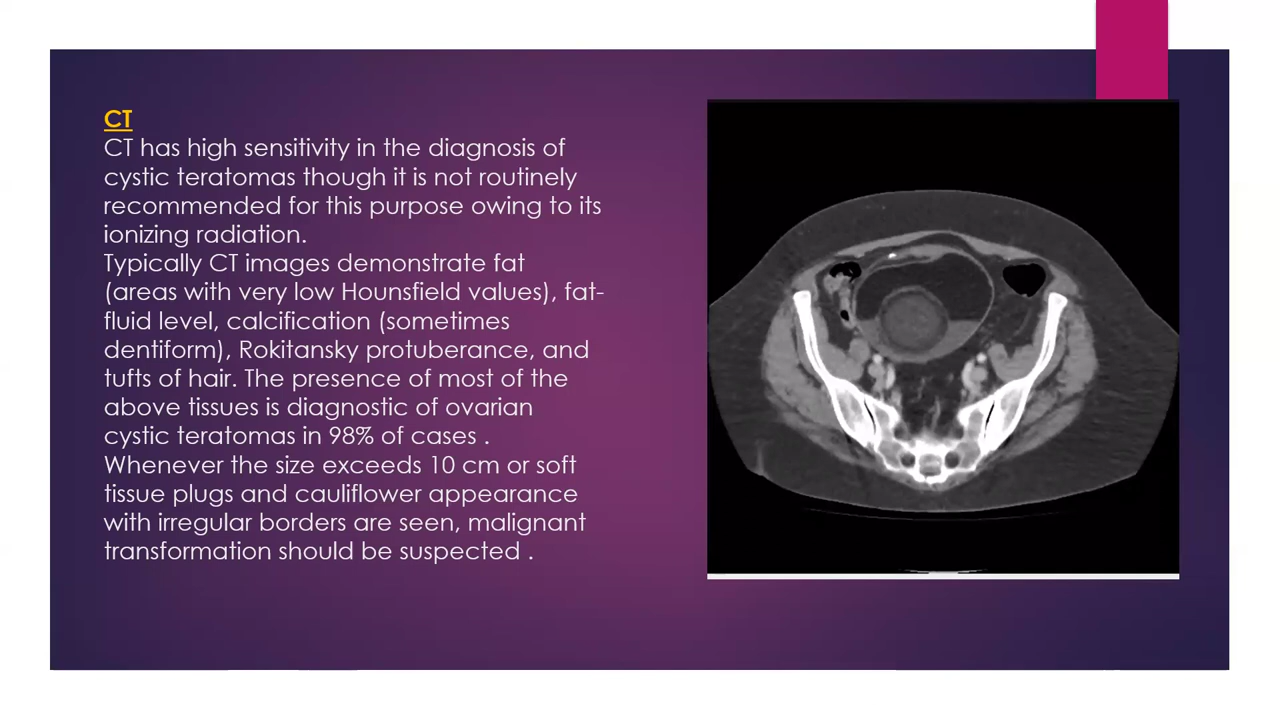 CT
CT has high sensitivity in the diagnosis of
cystic teratomas though it is not routinely
recommended for this purpose owing to its
ionizing radiation.
Typically CT images demonstrate fat
(areas with very low Hounsfield values), fat-
fluid level, calcification (sometimes
dentiform), Rokitansky protuberance, and
tufts of hair. The presence of most of the
above tissues is diagnostic of ovarian
cystic teratomas in 98% of cases .
Whenever the size exceeds 10 cm or soft
tissue plugs and cauliflower appearance
with irregular borders are seen, malignant
transformation should be suspected .